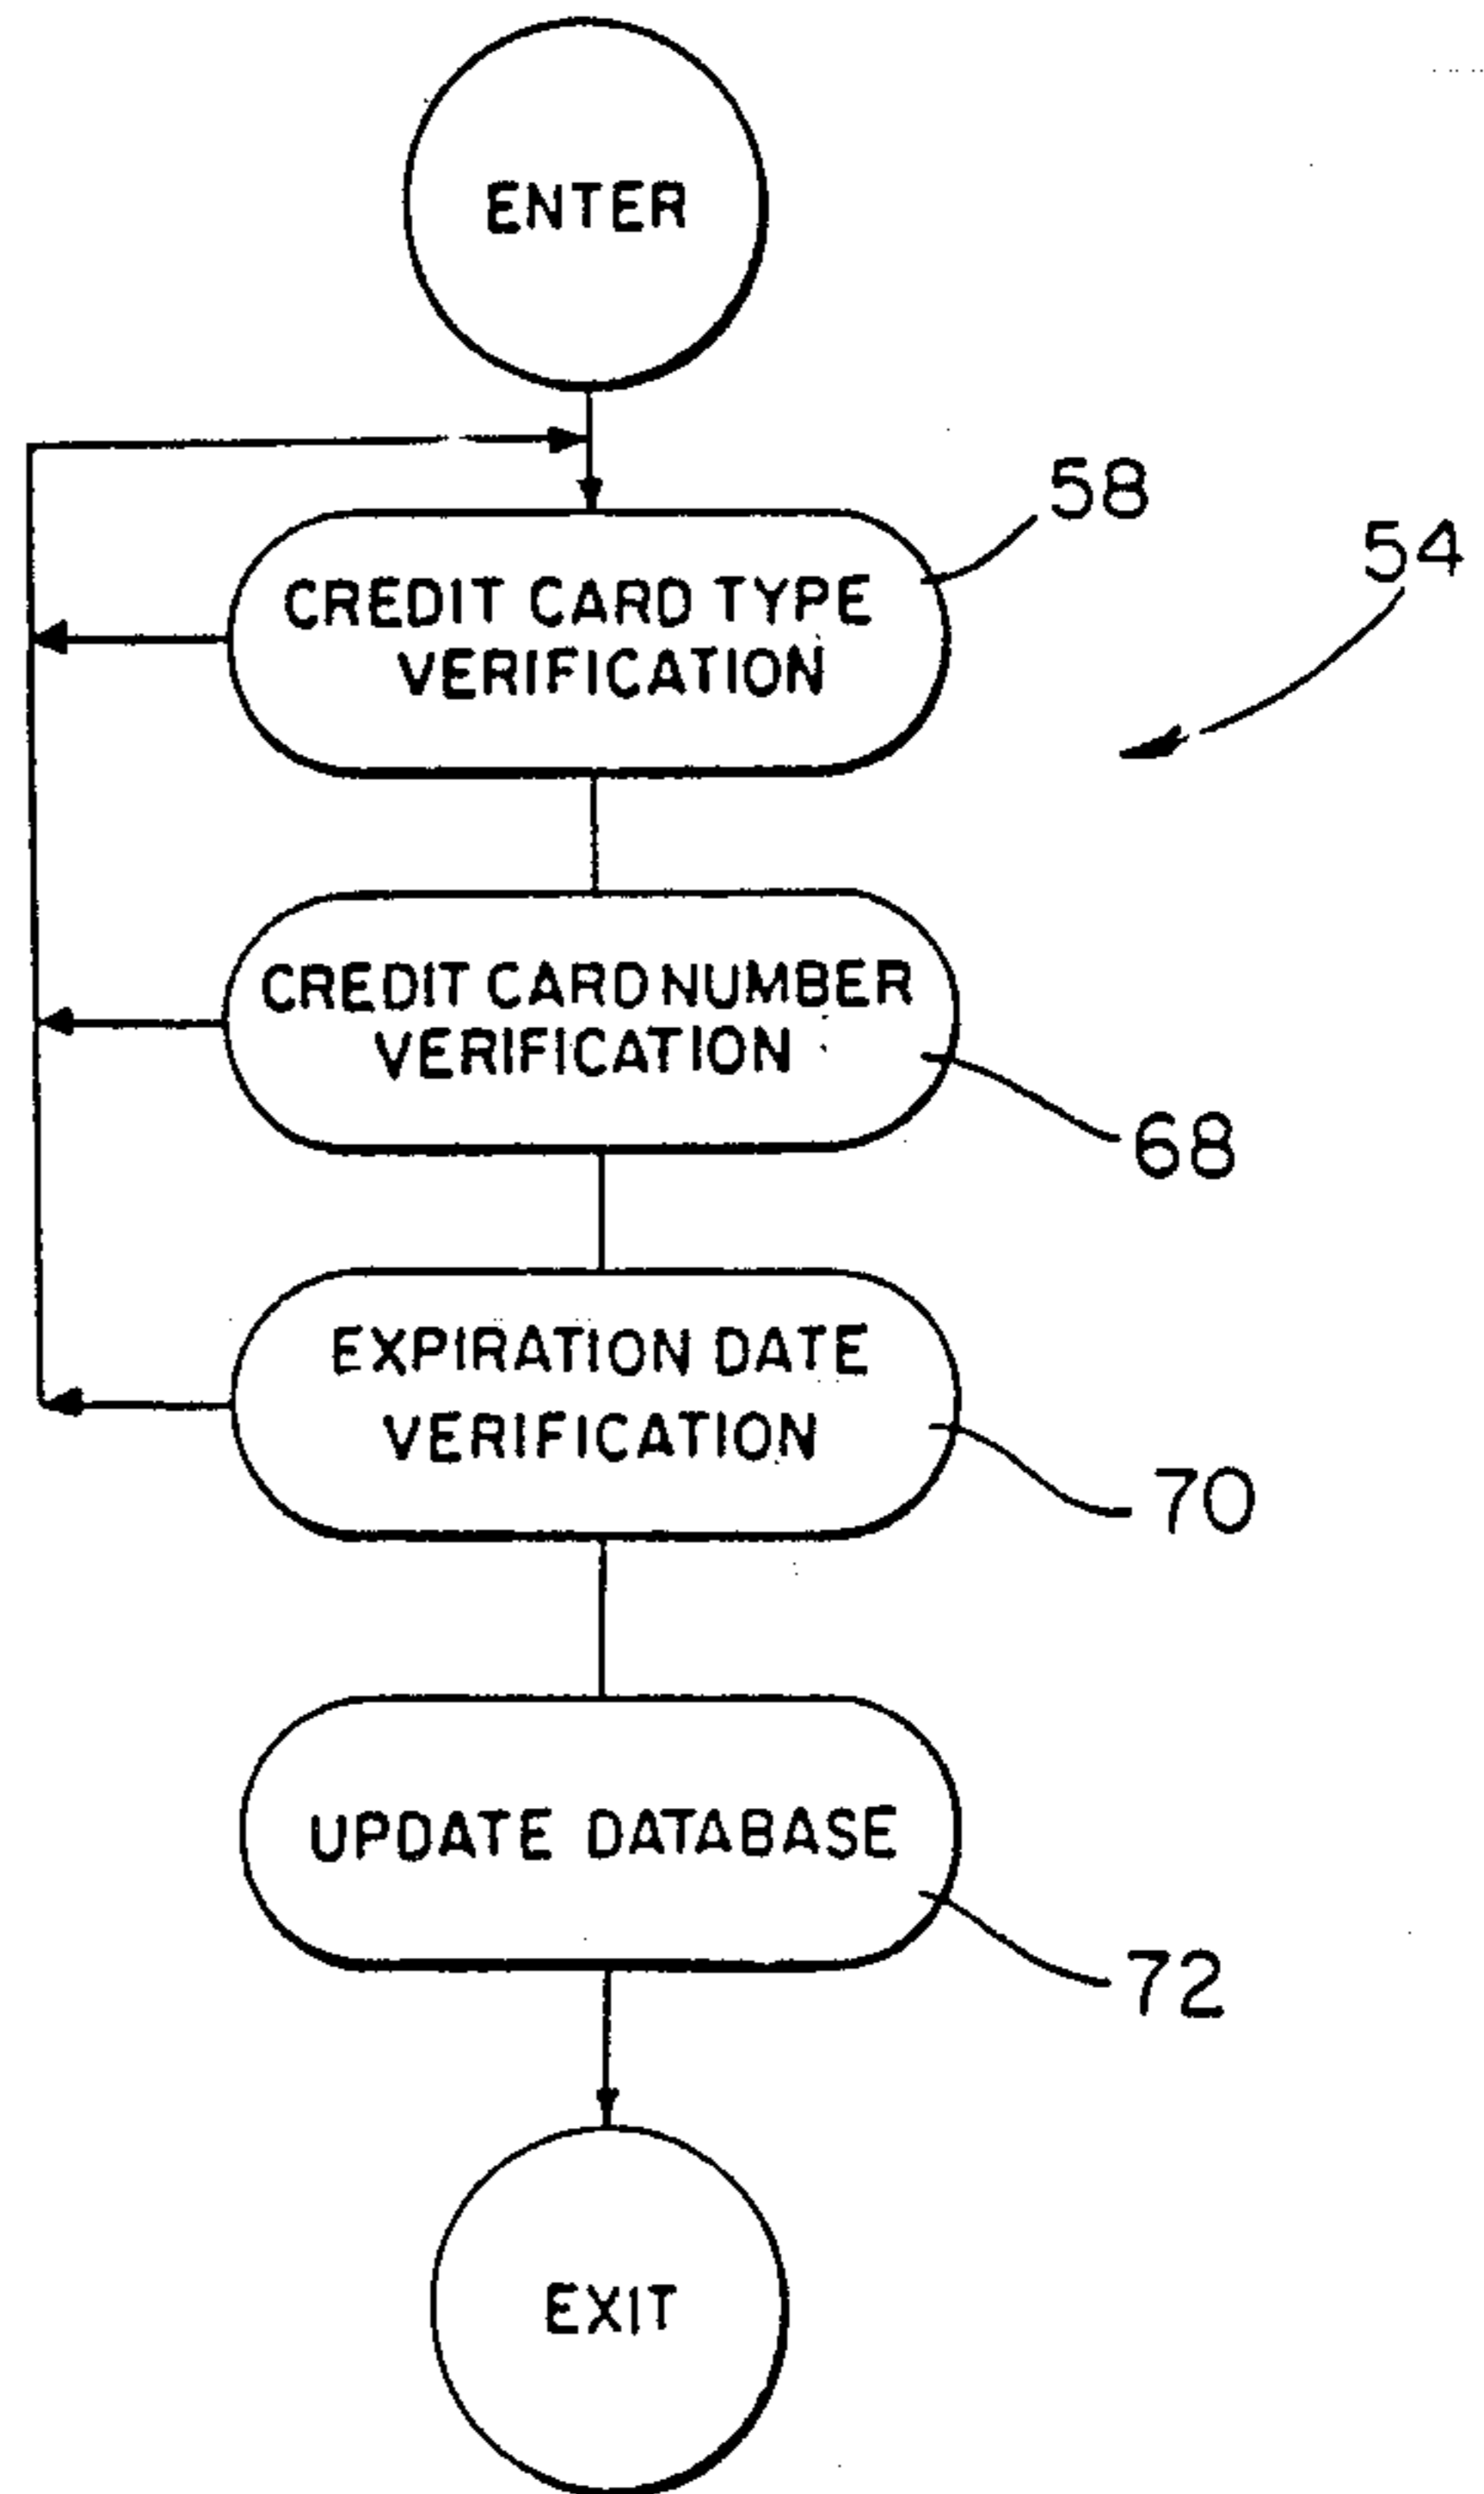 ENTER
58
54
CREDIT CARD TYPE
VERIFICATION
CREDIT CARD NUMBER
VERIFICATION
68
EXPIRATION DATE
VERIFICATION
70
UPDATE DATABASE
72
EXIT